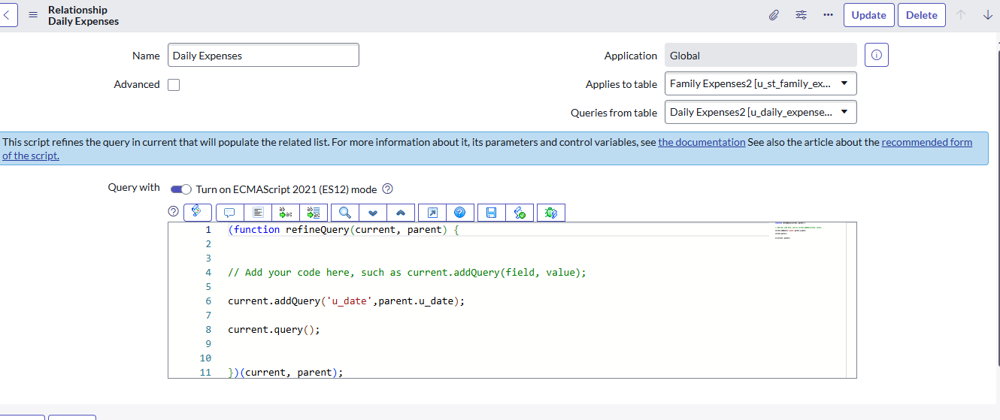 Relationship
Daily Expenses
Update
Delete
Name
Daily Expenses
Application
Global
Advanced
Applies to table
Family Expenses2 [u_st_family_ex...
Queries from table
Daily Expenses2 [u_daily_expense...
This script refines the query in current that will populate the related list. For more information about it, its parameters and control variables, see the documentation See also the article about the recommended form
of the script.
Query with
Turn on ECMAScript 2021 (ES12) mode
1 (function refineQuery(current, parent) {
2
3
4 // Add your code here, such as current.addQuery(field, value);
5
6 current.addQuery('u_date',parent.u_date);
7
8 current.query();
9
10
11 })(current, parent);